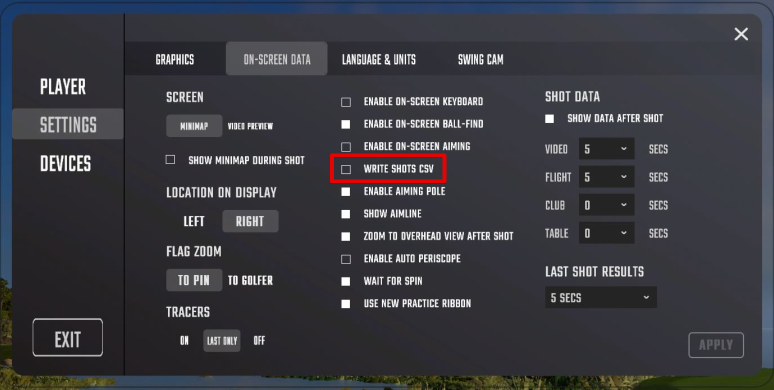 PLAYER
SETTINGS
DEVICES
EXIT
GRAPHICS
ON-SCREEN DATA
LANGUAGE & UNITS
SWING CAM
SCREEN
MINIMAP VIDEO PREVIEW
SHOW MINIMAP DURING SHOT
LOCATION ON DISPLAY
LEFT RIGHT
FLAG ZOOM
TO PIN TO GOLFER
TRACERS
ON LAST ONLY OFF
ENABLE ON-SCREEN KEYBOARD
ENABLE ON-SCREEN BALL-FIND
ENABLE ON-SCREEN AIMING
WRITE SHOTS CSV
ENABLE AIMING POLE
SHOW AIMLINE
ZOOM TO OVERHEAD VIEW AFTER SHOT
ENABLE AUTO PERISCOPE
WAIT FOR SPIN
USE NEW PRACTICE RIBBON
SHOT DATA
SHOW DATA AFTER SHOT
VIDEO 5 SECS
FLIGHT 5 SECS
CLUB 0 SECS
TABLE 0 SECS
LAST SHOT RESULTS
5 SECS
APPLY